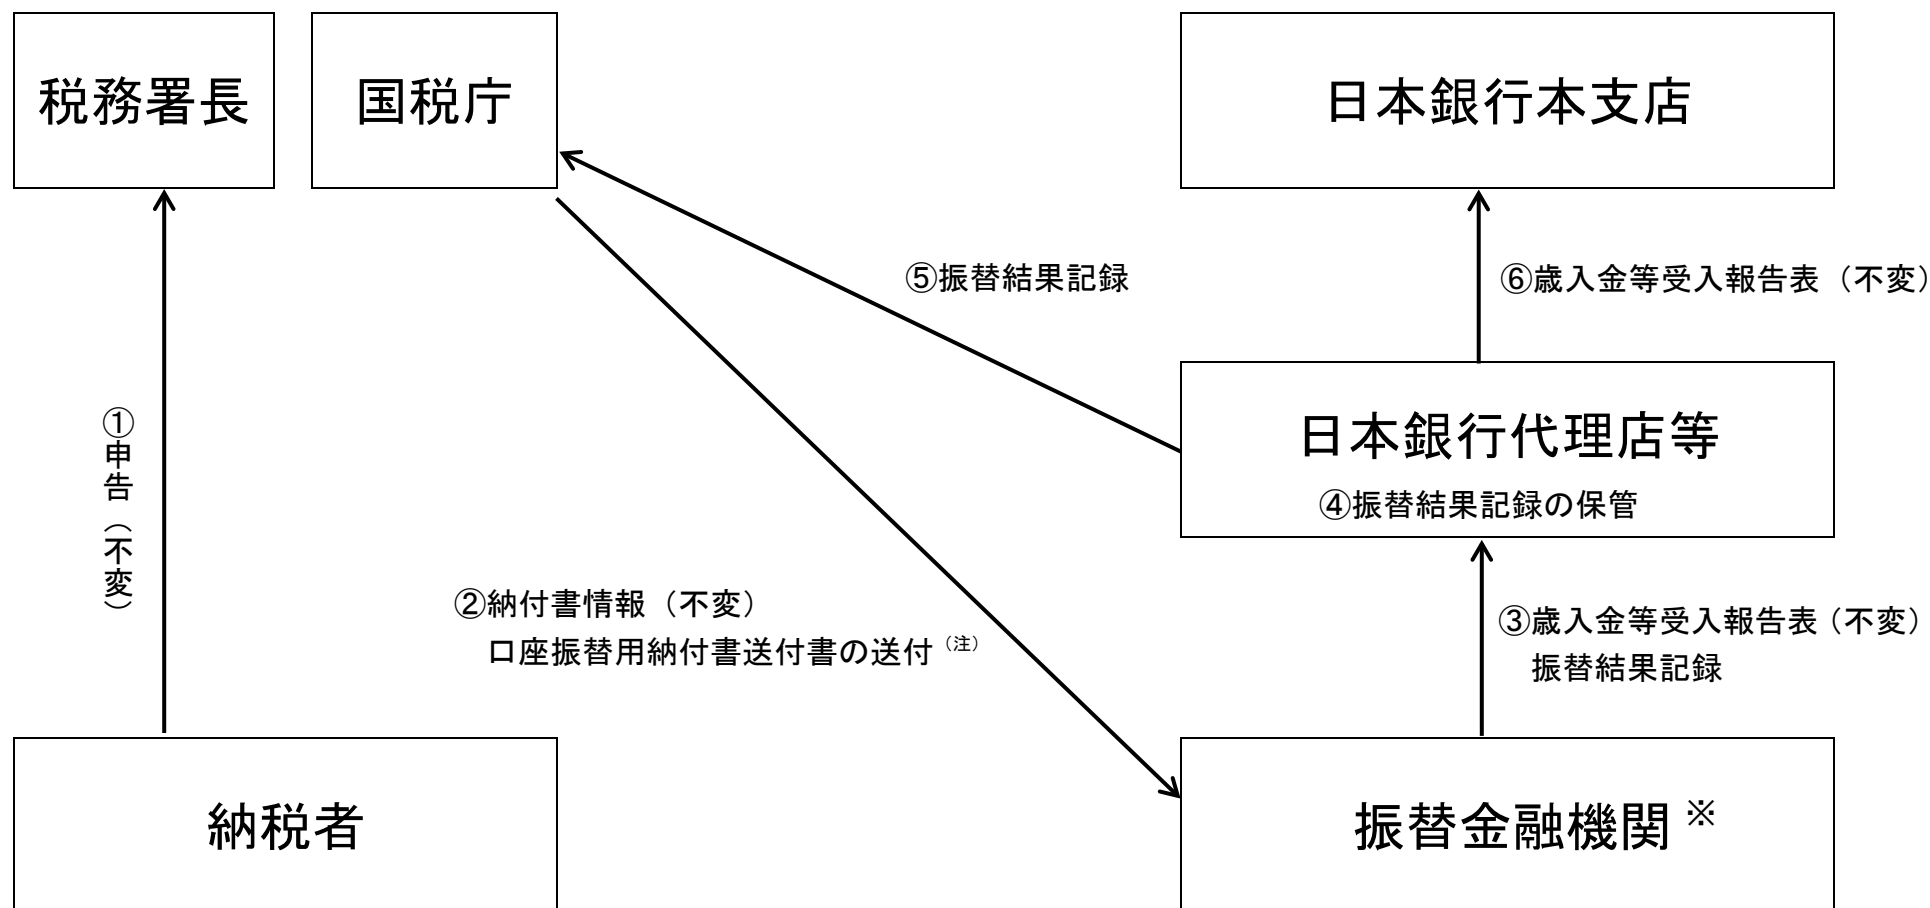 税務署長
国税庁
日本銀行本支店
⑤振替結果記録
⑥歳入金等受入報告表（不変）
①申告（不変）
日本銀行代理店等
④振替結果記録の保管
②納付書情報（不変）
口座振替用納付書送付書の送付（注）
③歳入金等受入報告表（不変）
振替結果記録
納税者
振替金融機関※